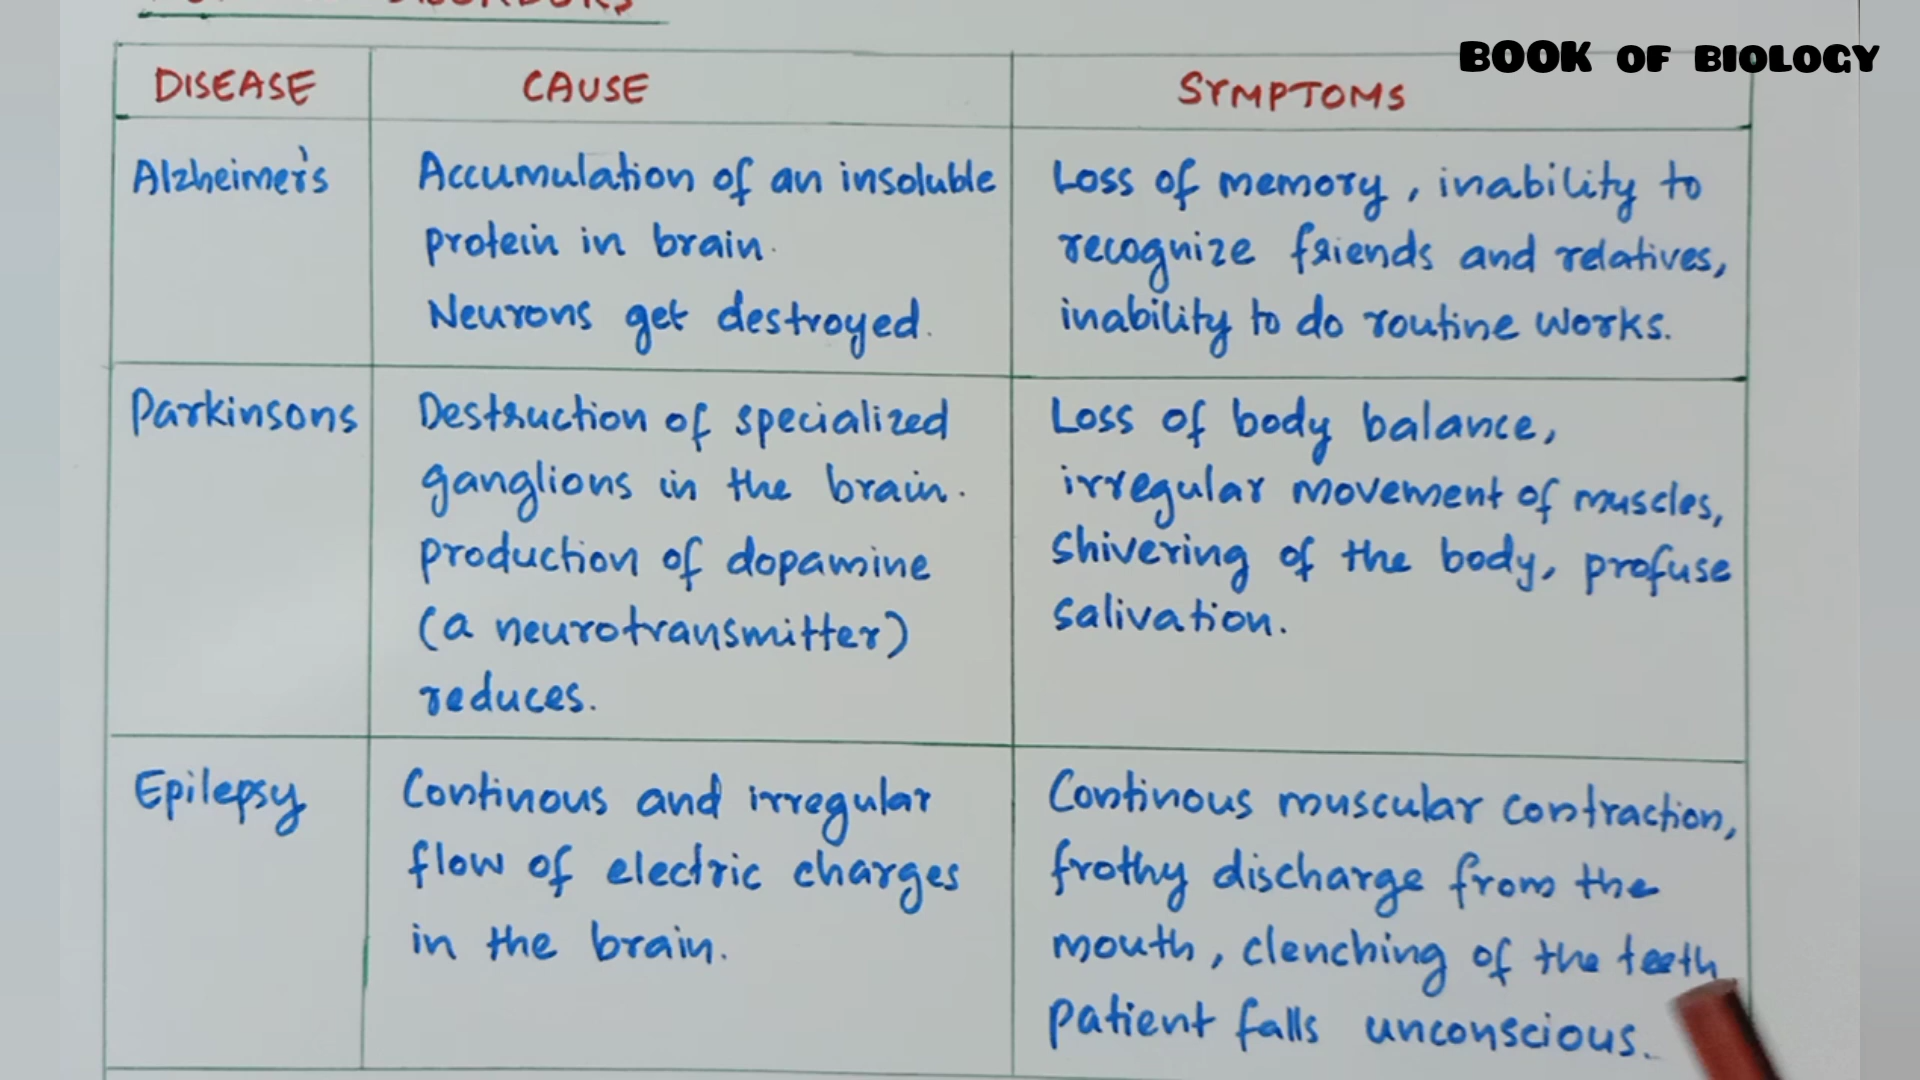 BOOK OF BIOLOGY
DISEASE
CAUSE
SYMPTOMS
Alzheimer's
Accumulation of an insoluble
protein in brain.
Neurons get destroyed.
Loss of memory, inability to
recognize friends and relatives,
inability to do routine works.
Parkinsons
Destruction of specialized
ganglions in the brain.
production of dopamine
(a neurotransmitter)
reduces.
Loss of body balance,
irregular movement of muscles,
shivering of the body, profuse
salivation.
Epilepsy
Continous and irregular
flow of electric charges
in the brain.
Continous muscular contraction,
frothy discharge from the
mouth, clenching of the teeth
patient falls unconscious.